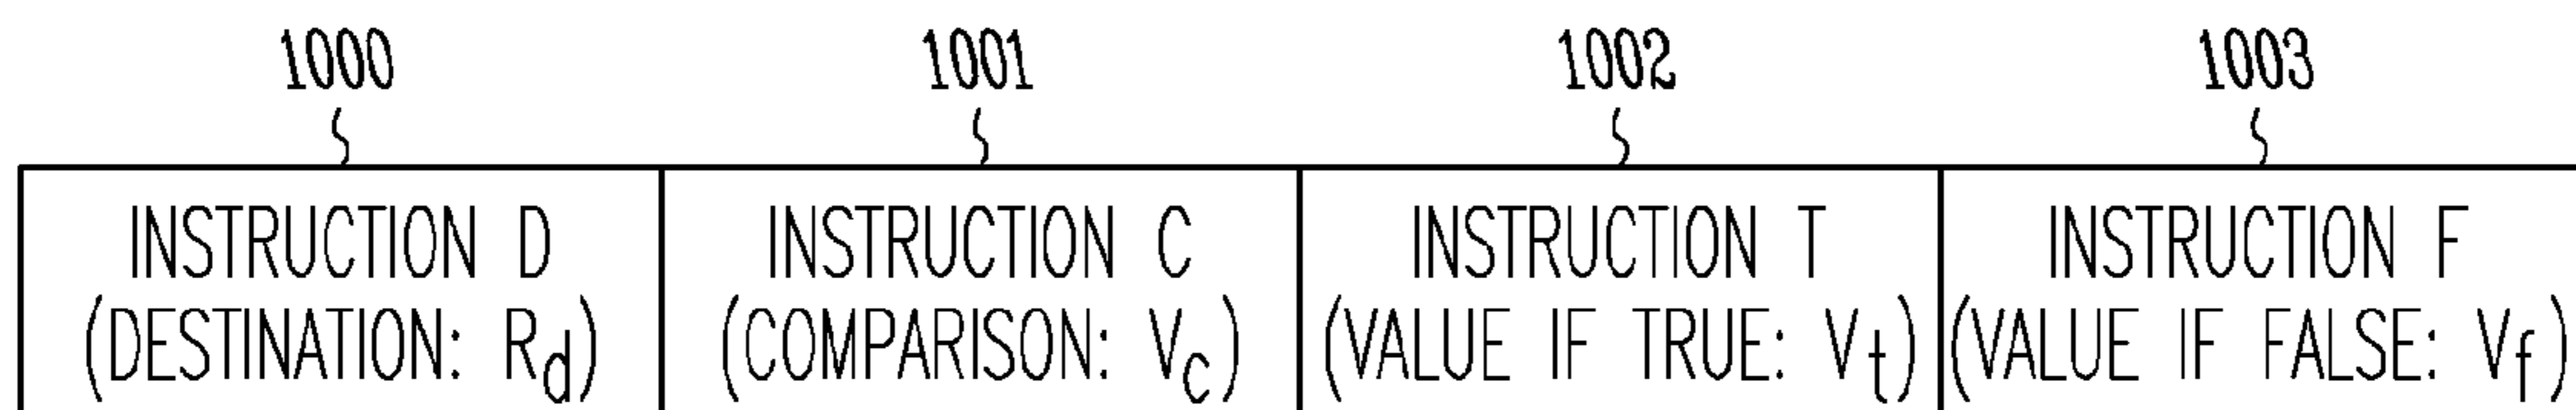 1000 1001 1002 1003
INSTRUCTION D INSTRUCTION C INSTRUCTION T INSTRUCTION F
(DESTINATION: Rd) (COMPARISON: Vc) (VALUE IF TRUE: Vt) (VALUE IF FALSE: Vf)